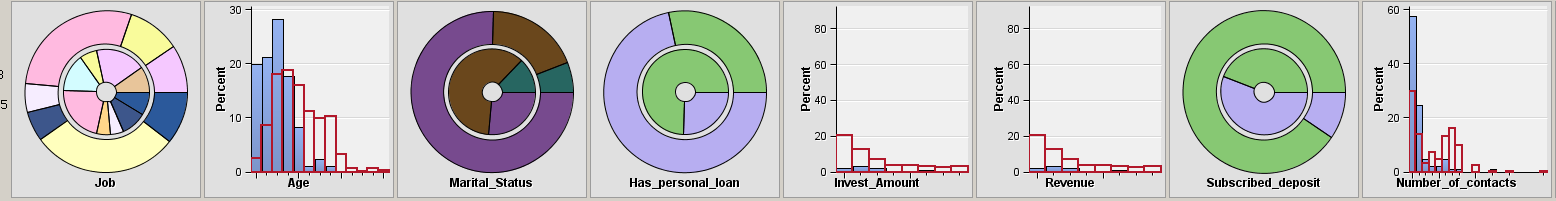 3
5
Job
30
20
10
0
Percent
Age
Marital_Status
Has_personal_loan
80
60
40
20
0
Percent
Invest_Amount
80
60
40
20
0
Percent
Revenue
Subscribed_deposit
60
40
20
0
Percent
Number_of_contacts